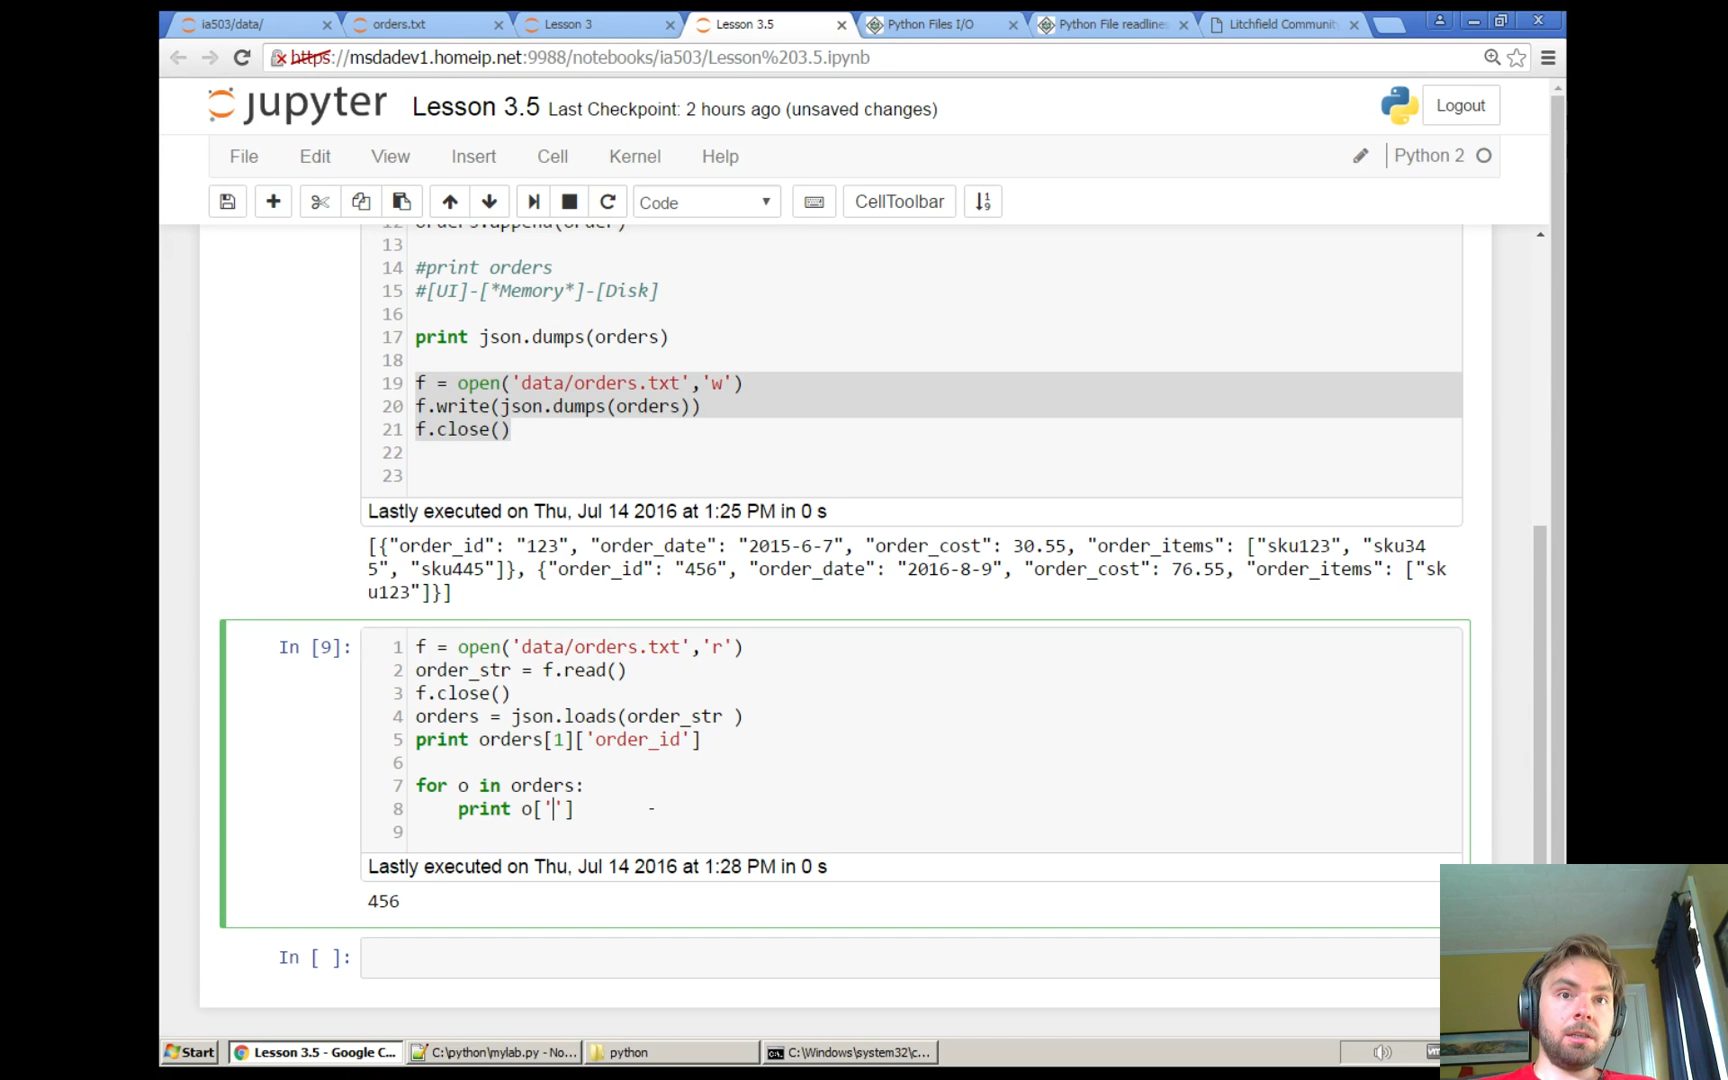 ia503/data/ orders.txt Lesson 3 Lesson 3.5 Python Files I/O Python File readlines Litchfield Communit
https://msdadev1.homeip.net:9988/notebooks/ia503/Lesson%203.5.ipynb
jupyter Lesson 3.5 Last Checkpoint: 2 hours ago (unsaved changes) Logout
File Edit View Insert Cell Kernel Help Python 2
Code CellToolbar
12 orders.append(order)
13
14 #print orders
15 #[UI]-[*Memory*]-[Disk]
16
17 print json.dumps(orders)
18
19 f = open('data/orders.txt','w')
20 f.write(json.dumps(orders))
21 f.close()
22
23
Lastly executed on Thu, Jul 14 2016 at 1:25 PM in 0 s
[{"order_id": "123", "order_date": "2015-6-7", "order_cost": 30.55, "order_items": ["sku123", "sku34
5", "sku445"]}, {"order_id": "456", "order_date": "2016-8-9", "order_cost": 76.55, "order_items": ["sk
u123"]}]
In [9]: 1 f = open('data/orders.txt','r')
2 order_str = f.read()
3 f.close()
4 orders = json.loads(order_str )
5 print orders[1]['order_id']
6
7 for o in orders:
8 print o['']
9
Lastly executed on Thu, Jul 14 2016 at 1:28 PM in 0 s
456
In [ ]:
Start Lesson 3.5 - Google C... C:\python\mylab.py - No... python C:\Windows\system32\c...